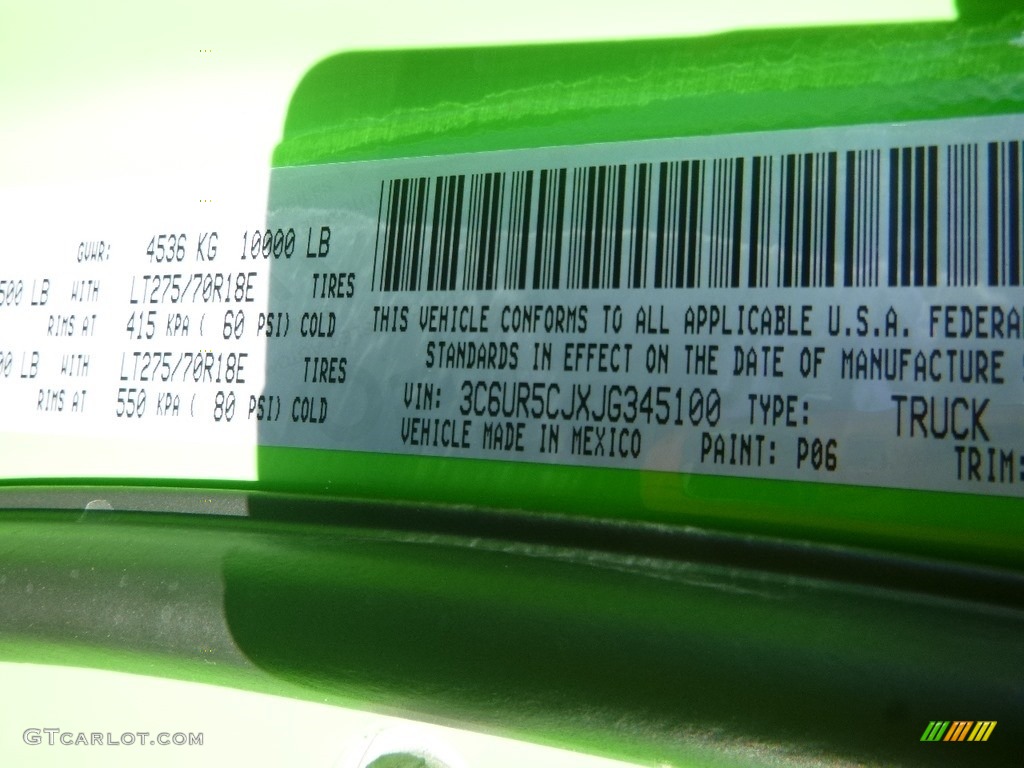 GVWR: 4536 KG 10000 LB
500 LB WITH LT275/70R18E TIRES
RIMS AT 415 KPA ( 60 PSI) COLD
00 LB WITH LT275/70R18E TIRES
RIMS AT 550 KPA ( 80 PSI) COLD
THIS VEHICLE CONFORMS TO ALL APPLICABLE U.S.A. FEDERA
STANDARDS IN EFFECT ON THE DATE OF MANUFACTURE
VIN: 3C6UR5CJXJG345100 TYPE: TRUCK
VEHICLE MADE IN MEXICO PAINT: P06 TRIM:
GTCARLOT.COM